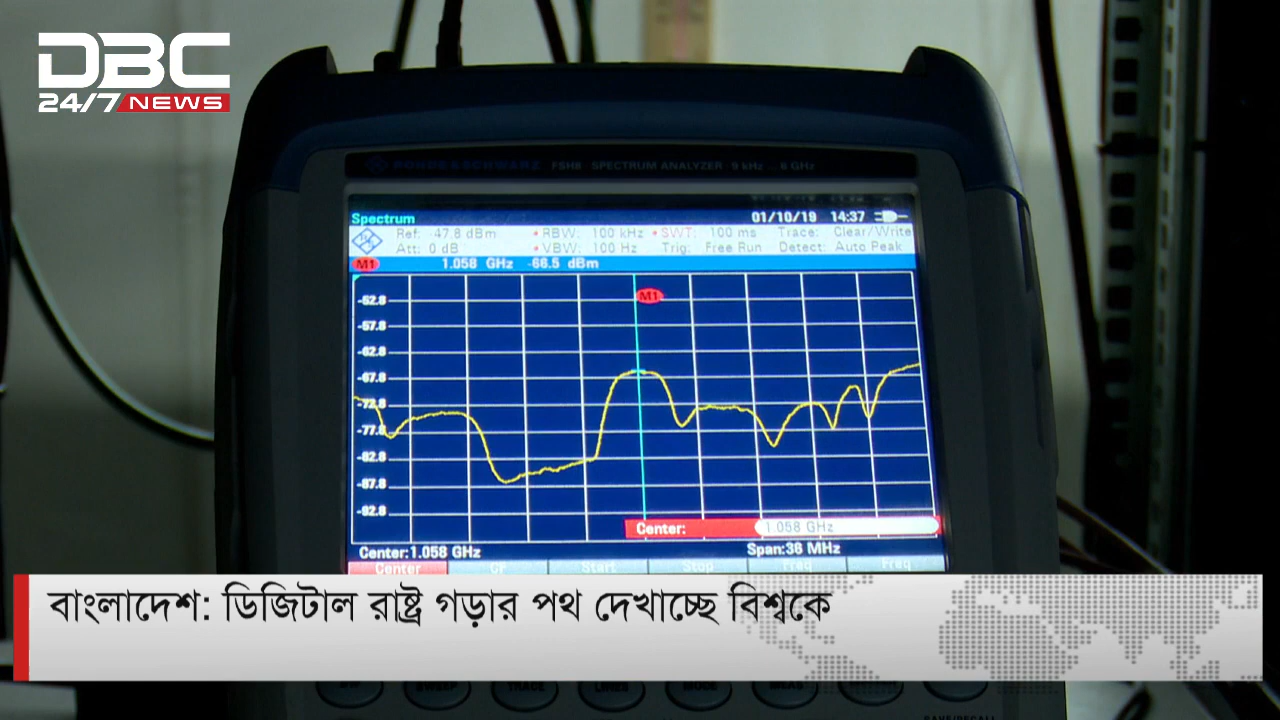 DBC
24/7 NEWS
ROHDE & SCHWARZ FSH8 SPECTRUM ANALYZER 9 kHz ... 8 GHz
Spectrum 01/10/19 14:37
Ref: -47.8 dBm RBW: 100 kHz SWT: 100 ms Trace: Clear/Write
Att: 0 dB VBW: 100 Hz Trig: Free Run Detect: Auto Peak
M1 1.058 GHz -66.5 dBm
M1
-52.8
-57.8
-62.8
-67.8
-72.8
-77.8
-82.8
-87.8
-92.8
Center: 1.058 GHz
Center:1.058 GHz Span:36 MHz
Center CF Start Stop Freq Freq
বাংলাদেশ: ডিজিটাল রাষ্ট্র গড়ার পথ দেখাচ্ছে বিশ্বকে
SWEEP TRACE LINES MODE MEAS